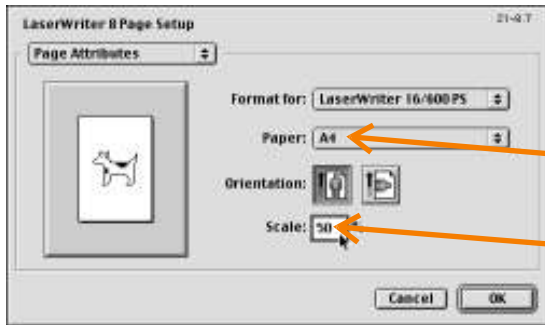 LaserWriter 8 Page Setup
Z1-8.7
Page Attributes
Format for: LaserWriter 16/600 PS
Paper: A4
Orientation:
Scale: 50
Cancel OK